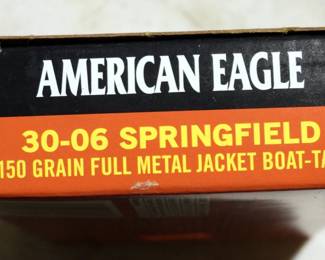 AMERICAN EAGLE
30-06 SPRINGFIELD
150 GRAIN FULL METAL JACKET BOAT-TA